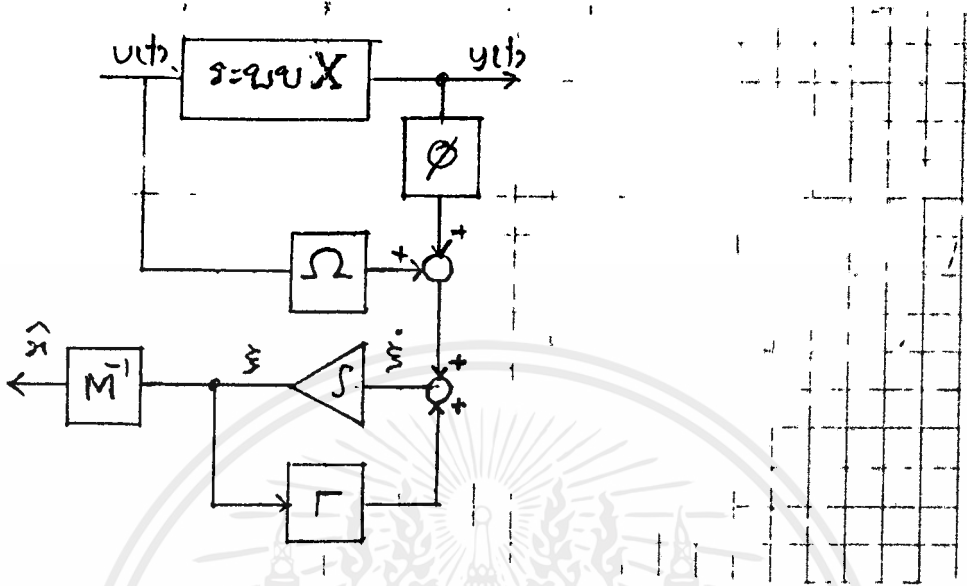 U(t)
ระบบ X
y(t)
Ø
+
+
Ω
x̂
M⁻¹
ξ
∫
ξ̇
+
+
Γ